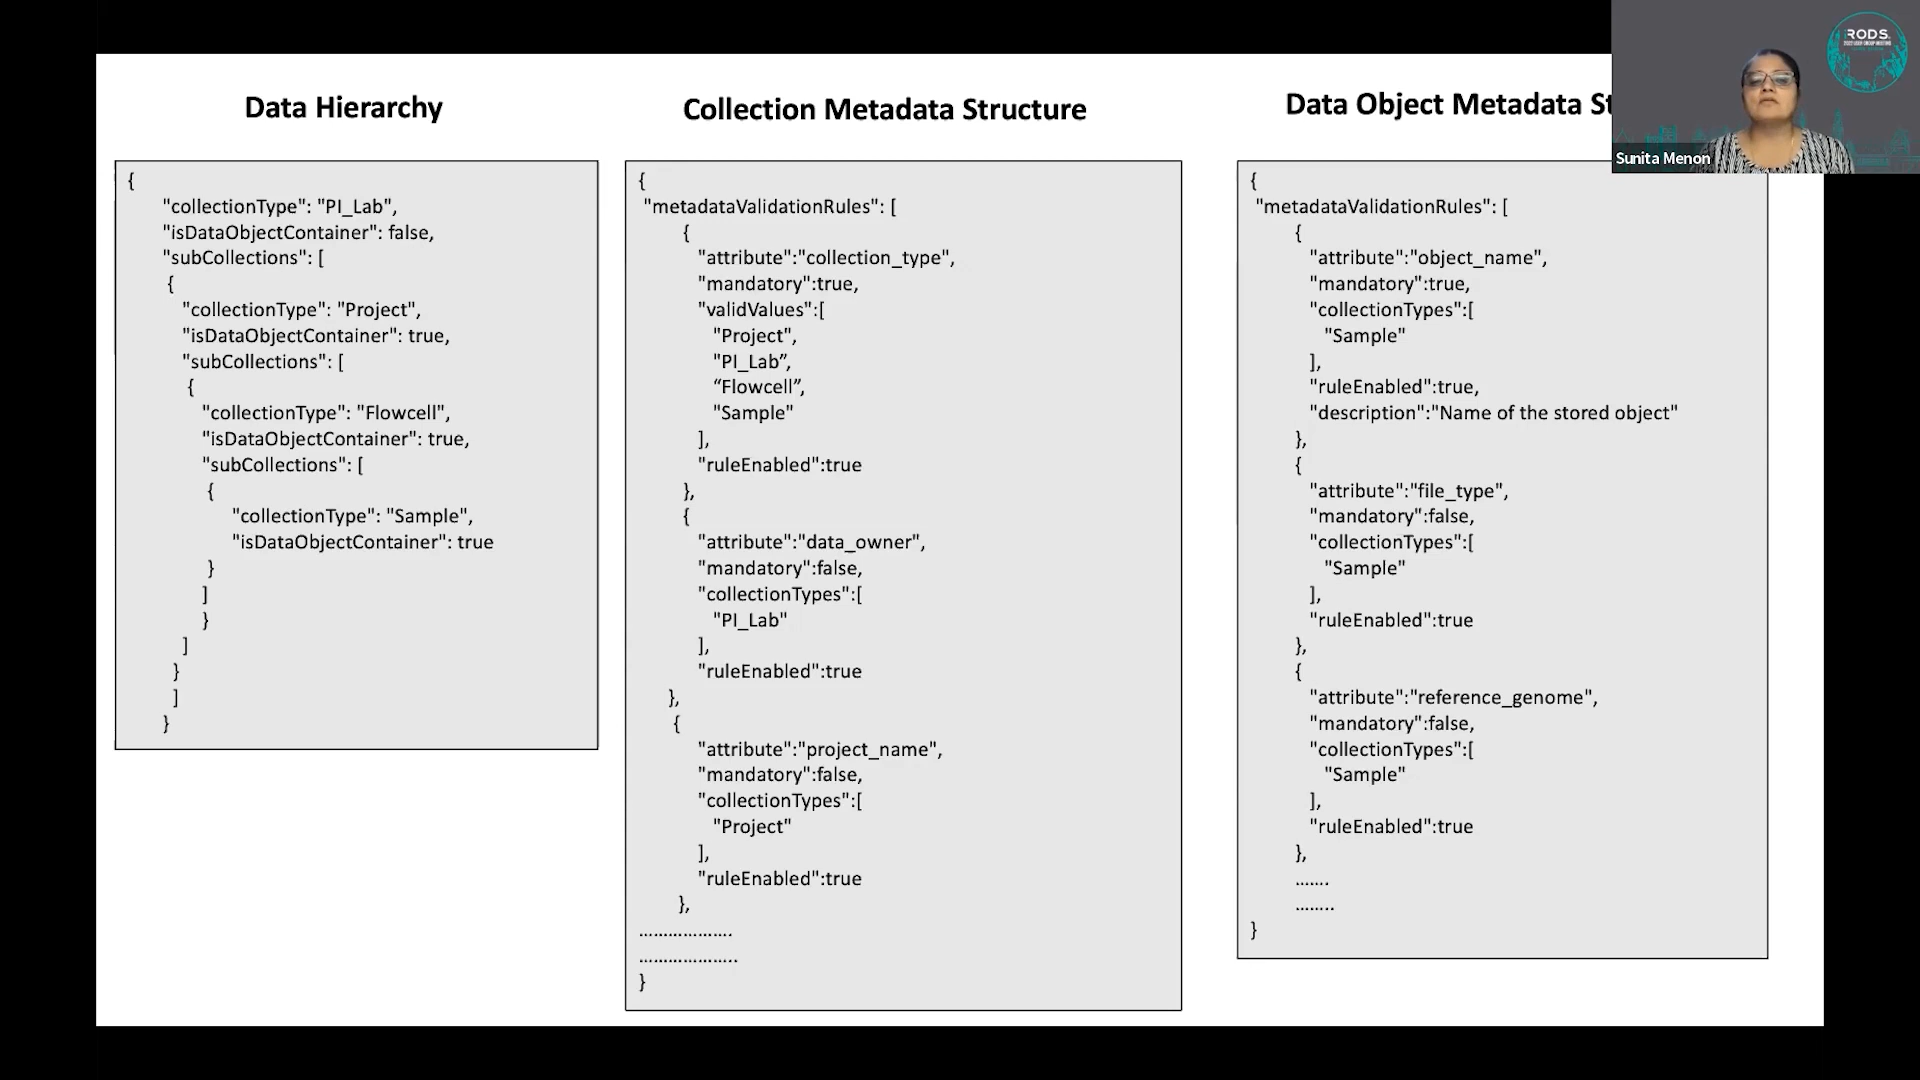 Data Hierarchy
{
"collectionType": "PI_Lab",
"isDataObjectContainer": false,
"subCollections": [
{
"collectionType": "Project",
"isDataObjectContainer": true,
"subCollections": [
{
"collectionType": "Flowcell",
"isDataObjectContainer": true,
"subCollections": [
{
"collectionType": "Sample",
"isDataObjectContainer": true
}
]
}
]
}
]
}
Collection Metadata Structure
{
"metadataValidationRules": [
{
"attribute":"collection_type",
"mandatory":true,
"validValues":[
"Project",
"PI_Lab”,
“Flowcell”,
"Sample"
],
"ruleEnabled":true
},
{
"attribute":"data_owner",
"mandatory":false,
"collectionTypes":[
"PI_Lab"
],
"ruleEnabled":true
},
{
"attribute":"project_name",
"mandatory":false,
"collectionTypes":[
"Project"
],
"ruleEnabled":true
},
……………….
………………..
}
Data Object Metadata St
{
"metadataValidationRules": [
{
"attribute":"object_name",
"mandatory":true,
"collectionTypes":[
"Sample"
],
"ruleEnabled":true,
"description":"Name of the stored object"
},
{
"attribute":"file_type",
"mandatory":false,
"collectionTypes":[
"Sample"
],
"ruleEnabled":true
},
{
"attribute":"reference_genome",
"mandatory":false,
"collectionTypes":[
"Sample"
],
"ruleEnabled":true
},
…….
……..
}
RODS
Sunita Menon